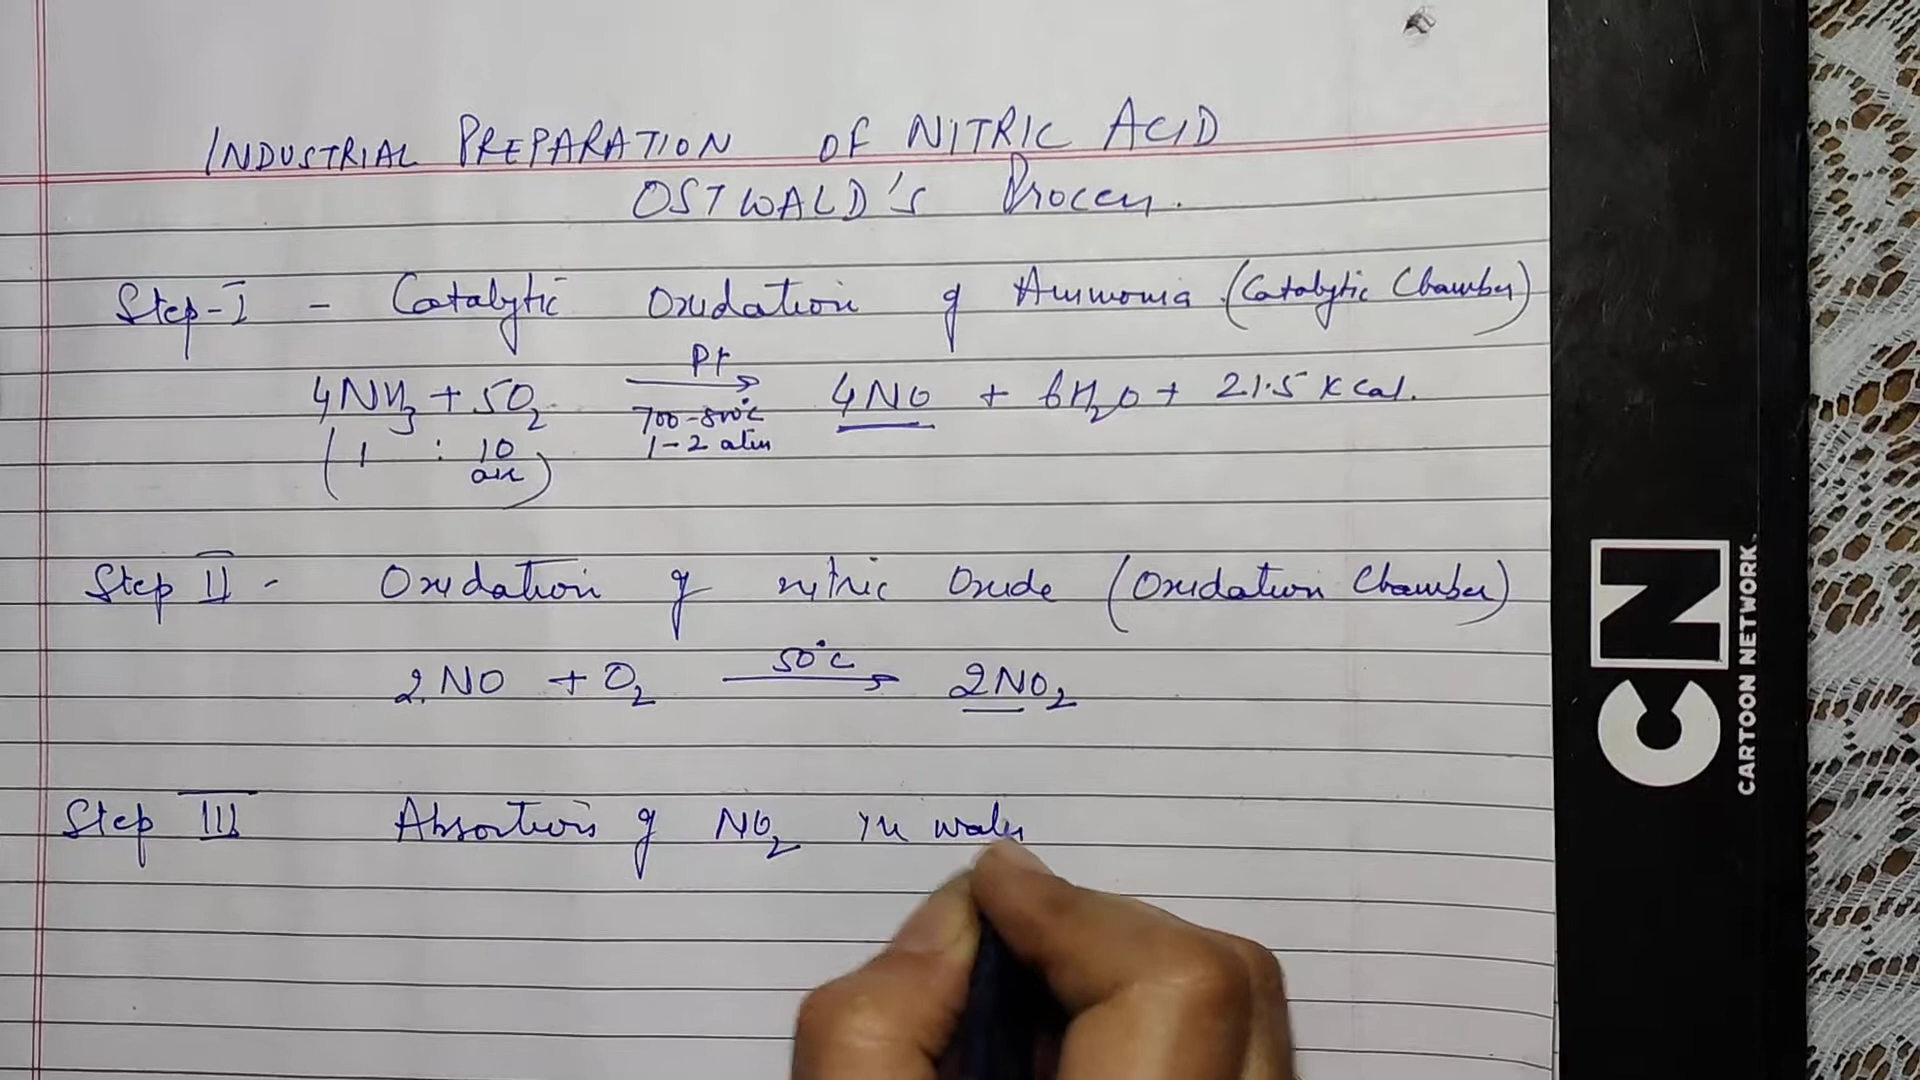 INDUSTRIAL PREPARATION OF NITRIC ACID
OSTWALD'S Process.
Step-I - Catalytic Oxidation of Ammonia (Catalytic Chamber)
Pt
4NH3 + 5O2 → 4NO + 6H2O + 21.5 K Cal.
700-800°C
1-2 atm
(1 : 10
air)
Step II - Oxidation of nitric Oxide (Oxidation Chamber)
50°C
2NO + O2 → 2NO2
Step III Absortion of NO2 in water
CN
CARTOON NETWORK